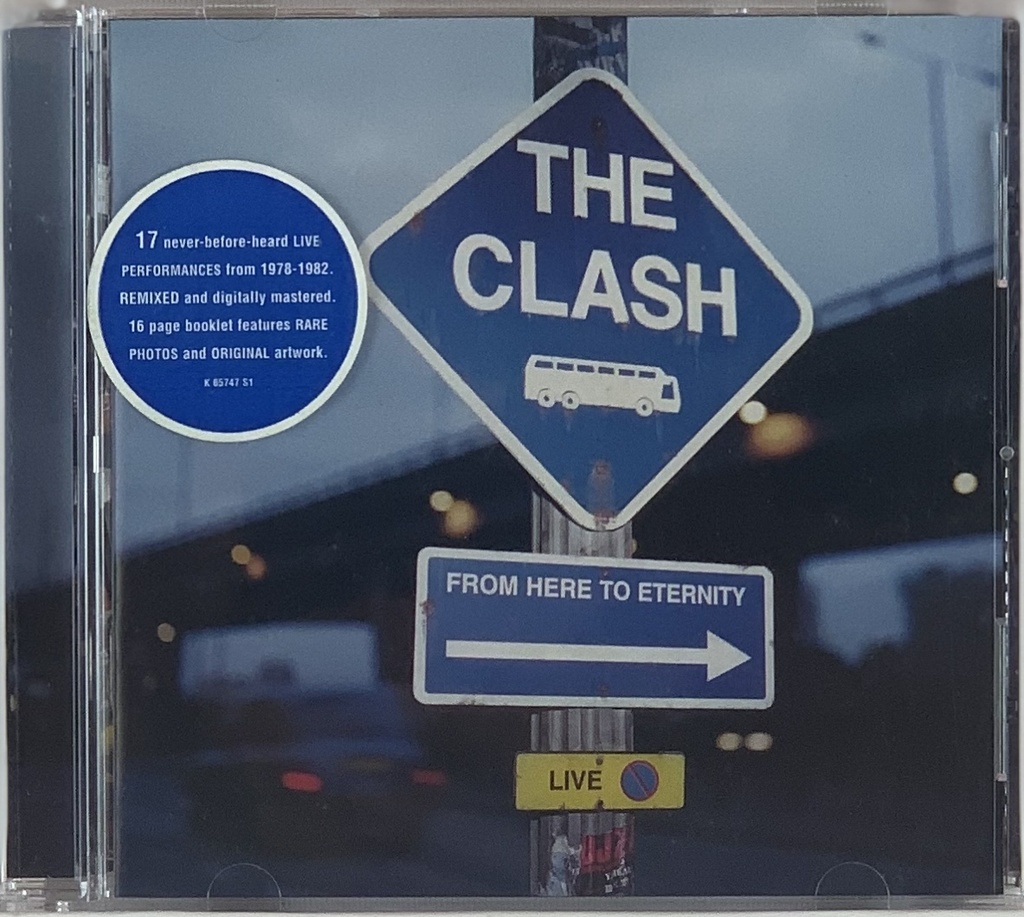 THE
CLASH
17 never-before-heard LIVE
PERFORMANCES from 1978-1982.
REMIXED and digitally mastered.
16 page booklet features RARE
PHOTOS and ORIGINAL artwork.
K 65747 S1
FROM HERE TO ETERNITY
LIVE